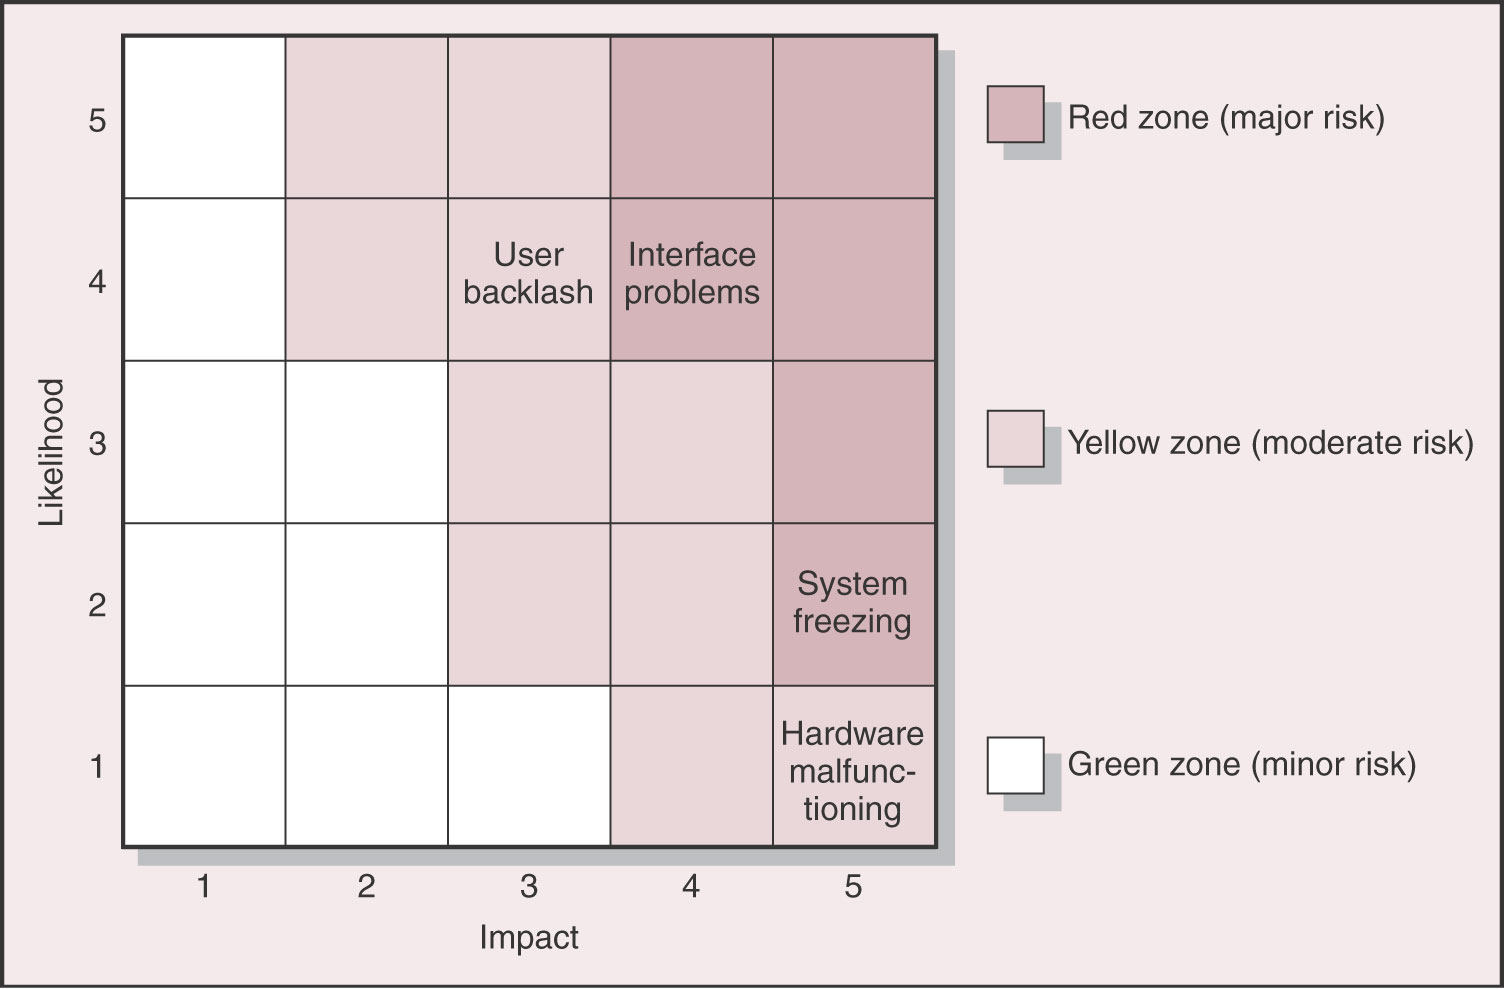 5
Red zone (major risk)
User
backlash
Interface
problems
4
Likelihood
3
Yellow zone (moderate risk)
2
System
freezing
1
Hardware
malfunc-
tioning
Green zone (minor risk)
1 2 3 4 5
Impact